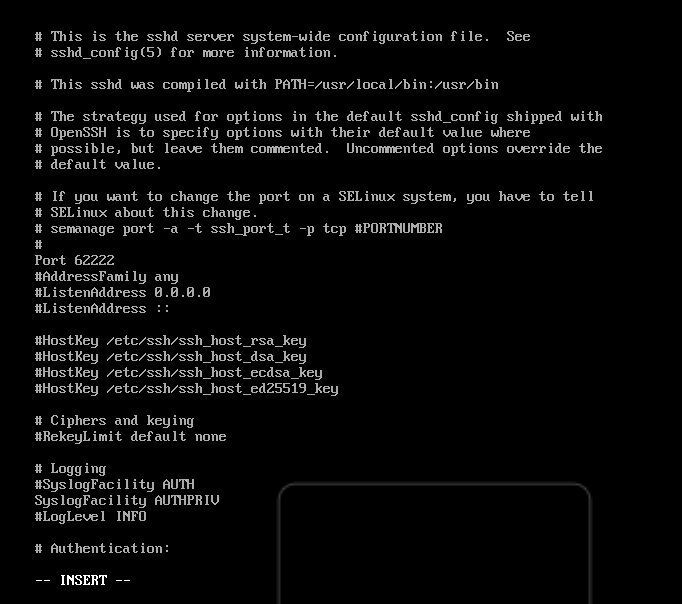 # This is the sshd server system-wide configuration file.  See
# sshd_config(5) for more information.

# This sshd was compiled with PATH=/usr/local/bin:/usr/bin

# The strategy used for options in the default sshd_config shipped with
# OpenSSH is to specify options with their default value where
# possible, but leave them commented.  Uncommented options override the
# default value.

# If you want to change the port on a SELinux system, you have to tell
# SELinux about this change.
# semanage port -a -t ssh_port_t -p tcp #PORTNUMBER
#
Port 62222
#AddressFamily any
#ListenAddress 0.0.0.0
#ListenAddress ::

#HostKey /etc/ssh/ssh_host_rsa_key
#HostKey /etc/ssh/ssh_host_dsa_key
#HostKey /etc/ssh/ssh_host_ecdsa_key
#HostKey /etc/ssh/ssh_host_ed25519_key

# Ciphers and keying
#RekeyLimit default none

# Logging
#SyslogFacility AUTH
SyslogFacility AUTHPRIV
#LogLevel INFO

# Authentication:

-- INSERT --